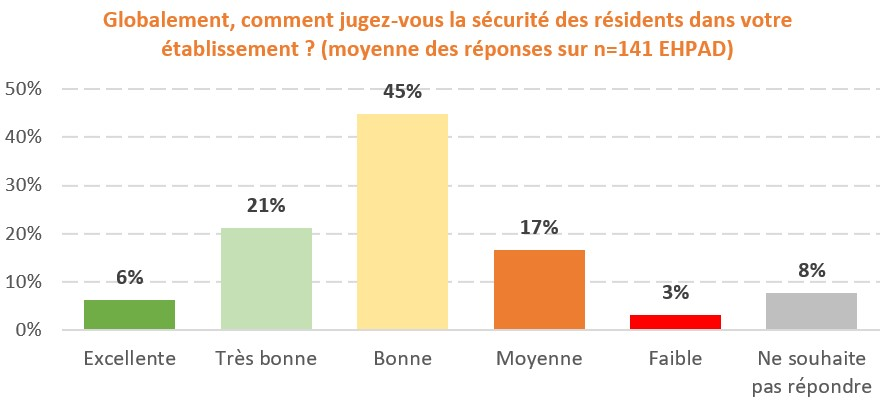 Globalement, comment jugez-vous la sécurité des résidents dans votre
établissement ? (moyenne des réponses sur n=141 EHPAD)
50%
40%
30%
20%
10%
0%
6%
21%
45%
17%
3%
8%
Excellente
Très bonne
Bonne
Moyenne
Faible
Ne souhaite
pas répondre